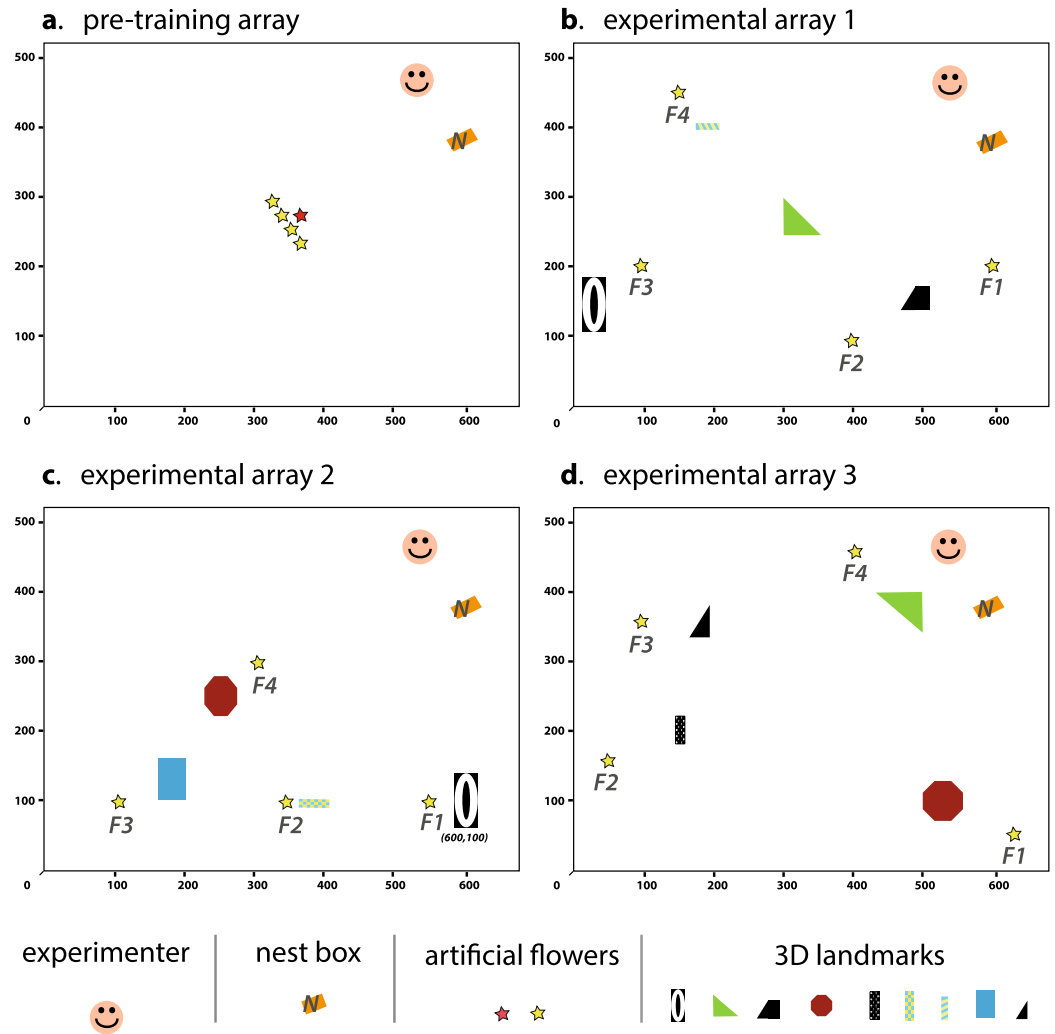 a. pre-training array
500
400
300
200
100
0
100 200 300 400 500 600
N
b. experimental array 1
500
400
300
200
100
0
100 200 300 400 500 600
F4
N
F3
F1
0
F2
c. experimental array 2
500
400
300
200
100
0
100 200 300 400 500 600
N
F4
0
F3 F2 F1
(600,100)
d. experimental array 3
500
400
300
200
100
0
100 200 300 400 500 600
F4
N
F3
F2
F1
experimenter
nest box
N
artificial flowers
3D landmarks
0